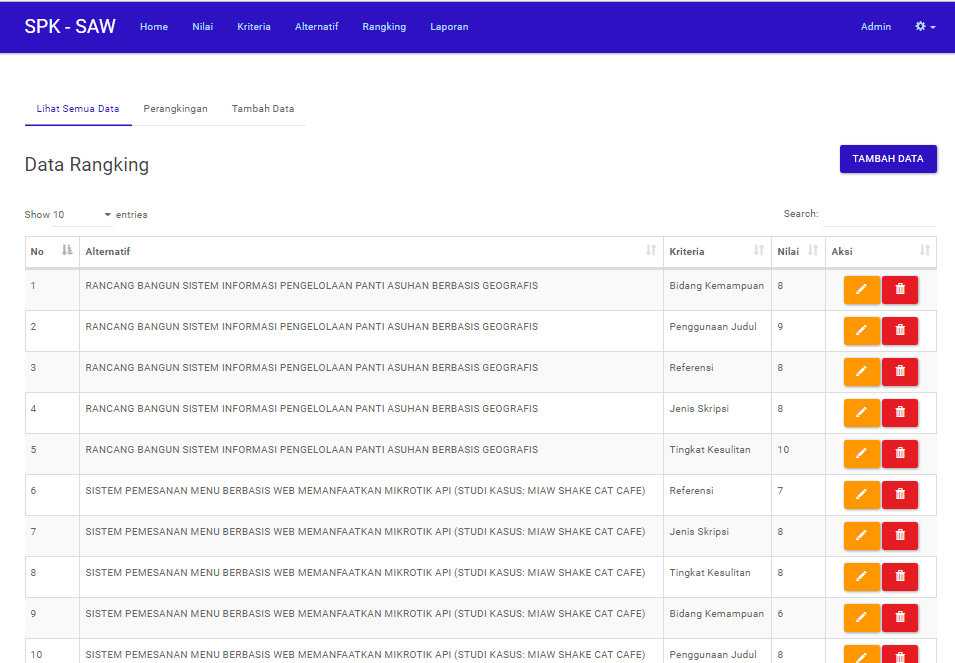 SPK - SAW Home Nilai Kriteria Alternatif Rangking Laporan Admin
Lihat Semua Data Perangkingan Tambah Data
Data Rangking TAMBAH DATA
Show 10 entries Search:
No Alternatif Kriteria Nilai Aksi
1 RANCANG BANGUN SISTEM INFORMASI PENGELOLAAN PANTI ASUHAN BERBASIS GEOGRAFIS Bidang Kemampuan 8
2 RANCANG BANGUN SISTEM INFORMASI PENGELOLAAN PANTI ASUHAN BERBASIS GEOGRAFIS Penggunaan Judul 9
3 RANCANG BANGUN SISTEM INFORMASI PENGELOLAAN PANTI ASUHAN BERBASIS GEOGRAFIS Referensi 8
4 RANCANG BANGUN SISTEM INFORMASI PENGELOLAAN PANTI ASUHAN BERBASIS GEOGRAFIS Jenis Skripsi 8
5 RANCANG BANGUN SISTEM INFORMASI PENGELOLAAN PANTI ASUHAN BERBASIS GEOGRAFIS Tingkat Kesulitan 10
6 SISTEM PEMESANAN MENU BERBASIS WEB MEMANFAATKAN MIKROTIK API (STUDI KASUS: MIAW SHAKE CAT CAFE) Referensi 7
7 SISTEM PEMESANAN MENU BERBASIS WEB MEMANFAATKAN MIKROTIK API (STUDI KASUS: MIAW SHAKE CAT CAFE) Jenis Skripsi 8
8 SISTEM PEMESANAN MENU BERBASIS WEB MEMANFAATKAN MIKROTIK API (STUDI KASUS: MIAW SHAKE CAT CAFE) Tingkat Kesulitan 8
9 SISTEM PEMESANAN MENU BERBASIS WEB MEMANFAATKAN MIKROTIK API (STUDI KASUS: MIAW SHAKE CAT CAFE) Bidang Kemampuan 6
10 SISTEM PEMESANAN MENU BERBASIS WEB MEMANFAATKAN MIKROTIK API (STUDI KASUS: MIAW SHAKE CAT CAFE) Penggunaan Judul 8